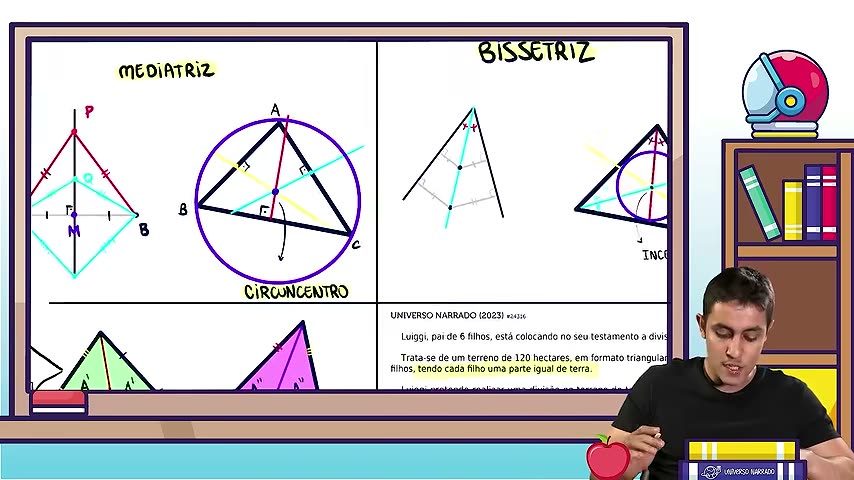 MEDIATRIZ
BISSETRIZ
P
A
Q
B
M
B
C
INCE
CIRCUNCENTRO
UNIVERSO NARRADO (2023) #24316
Luiggi, pai de 6 filhos, está colocando no seu testamento a divis
Trata-se de um terreno de 120 hectares, em formato triangular
filhos, tendo cada filho uma parte igual de terra.
A'
A'
A"
A"
UNIVERSO NARRADO